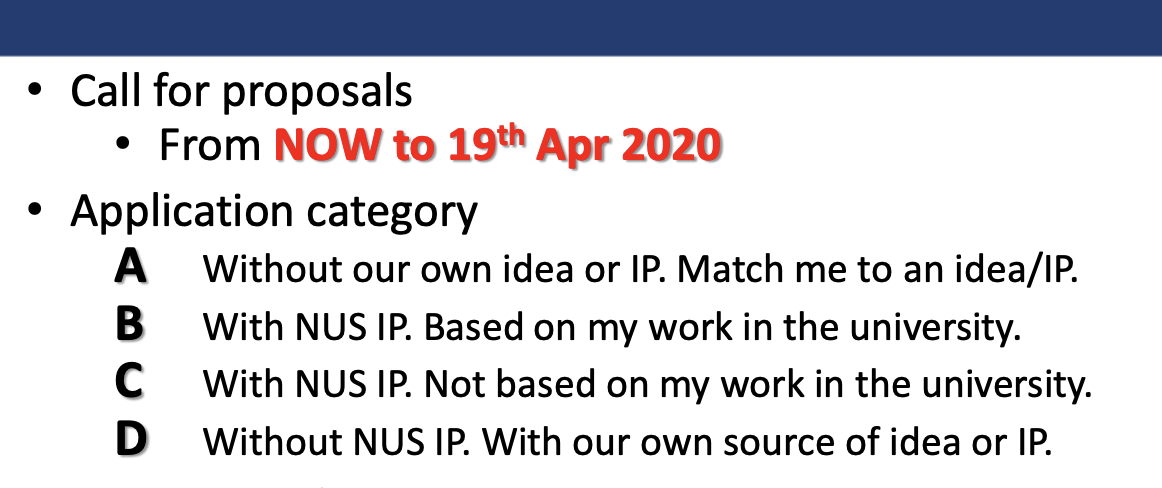 • Call for proposals
• From NOW to 19th Apr 2020
• Application category
A Without our own idea or IP. Match me to an idea/IP.
B With NUS IP. Based on my work in the university.
C With NUS IP. Not based on my work in the university.
D Without NUS IP. With our own source of idea or IP.